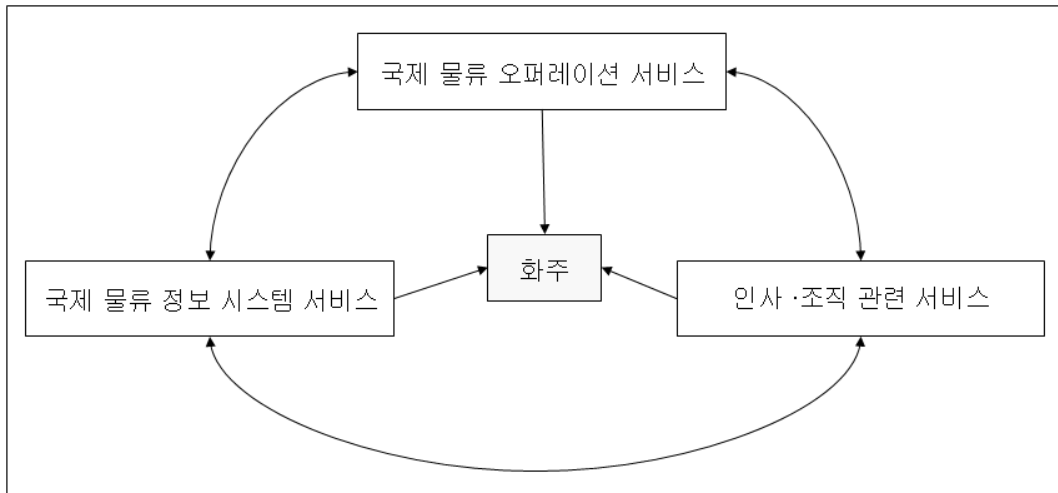 국제 물류 오퍼레이션 서비스
화주
국제 물류 정보 시스템 서비스
인사 ·조직 관련 서비스